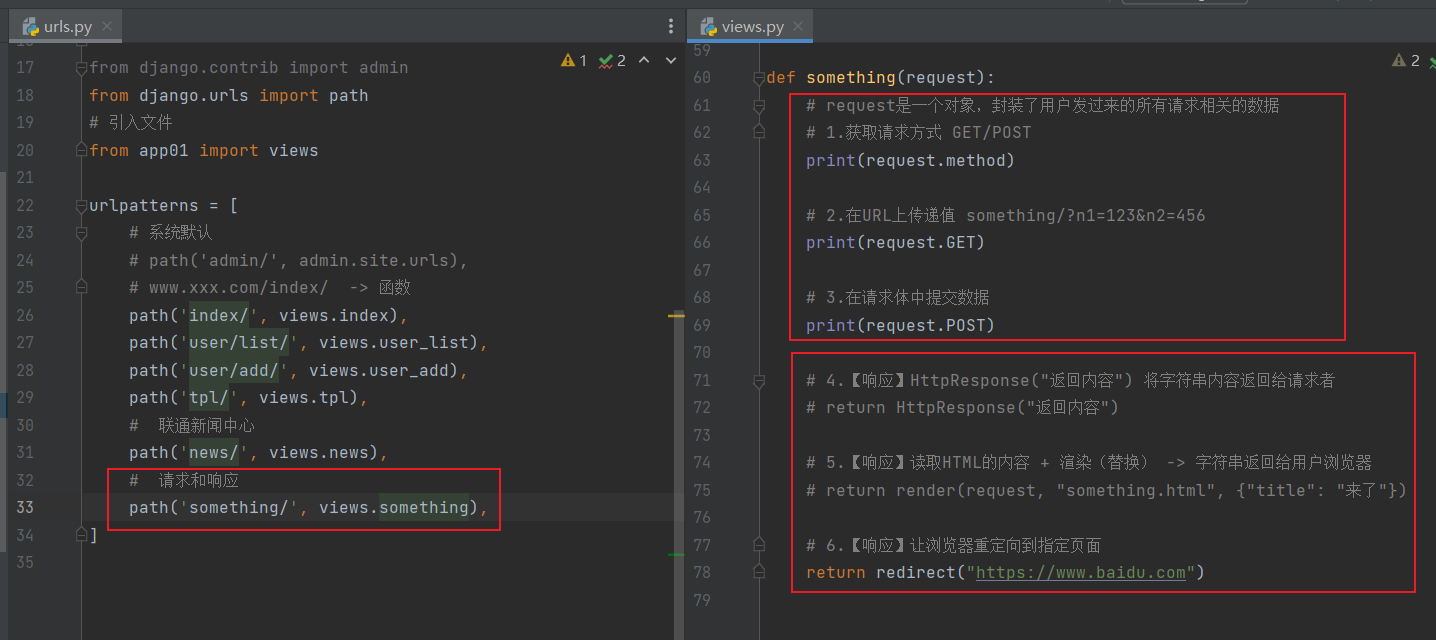 urls.py
1 2
17 from django.contrib import admin
18 from django.urls import path
19 # 引入文件
20 from app01 import views
21
22 urlpatterns = [
23 # 系统默认
24 # path('admin/', admin.site.urls),
25 # www.xxx.com/index/ -> 函数
26 path('index/', views.index),
27 path('user/list/', views.user_list),
28 path('user/add/', views.user_add),
29 path('tpl/', views.tpl),
30 # 联通新闻中心
31 path('news/', views.news),
32 # 请求和响应
33 path('something/', views.something),
34 ]
35
views.py
2
59
60 def something(request):
61 # request是一个对象，封装了用户发过来的所有请求相关的数据
62 # 1.获取请求方式 GET/POST
63 print(request.method)
64
65 # 2.在URL上传递值 something/?n1=123&n2=456
66 print(request.GET)
67
68 # 3.在请求体中提交数据
69 print(request.POST)
70
71 # 4.【响应】HttpResponse("返回内容") 将字符串内容返回给请求者
72 # return HttpResponse("返回内容")
73
74 # 5.【响应】读取HTML的内容 + 渲染（替换） -> 字符串返回给用户浏览器
75 # return render(request, "something.html", {"title": "来了"})
76
77 # 6.【响应】让浏览器重定向到指定页面
78 return redirect("https://www.baidu.com")
79